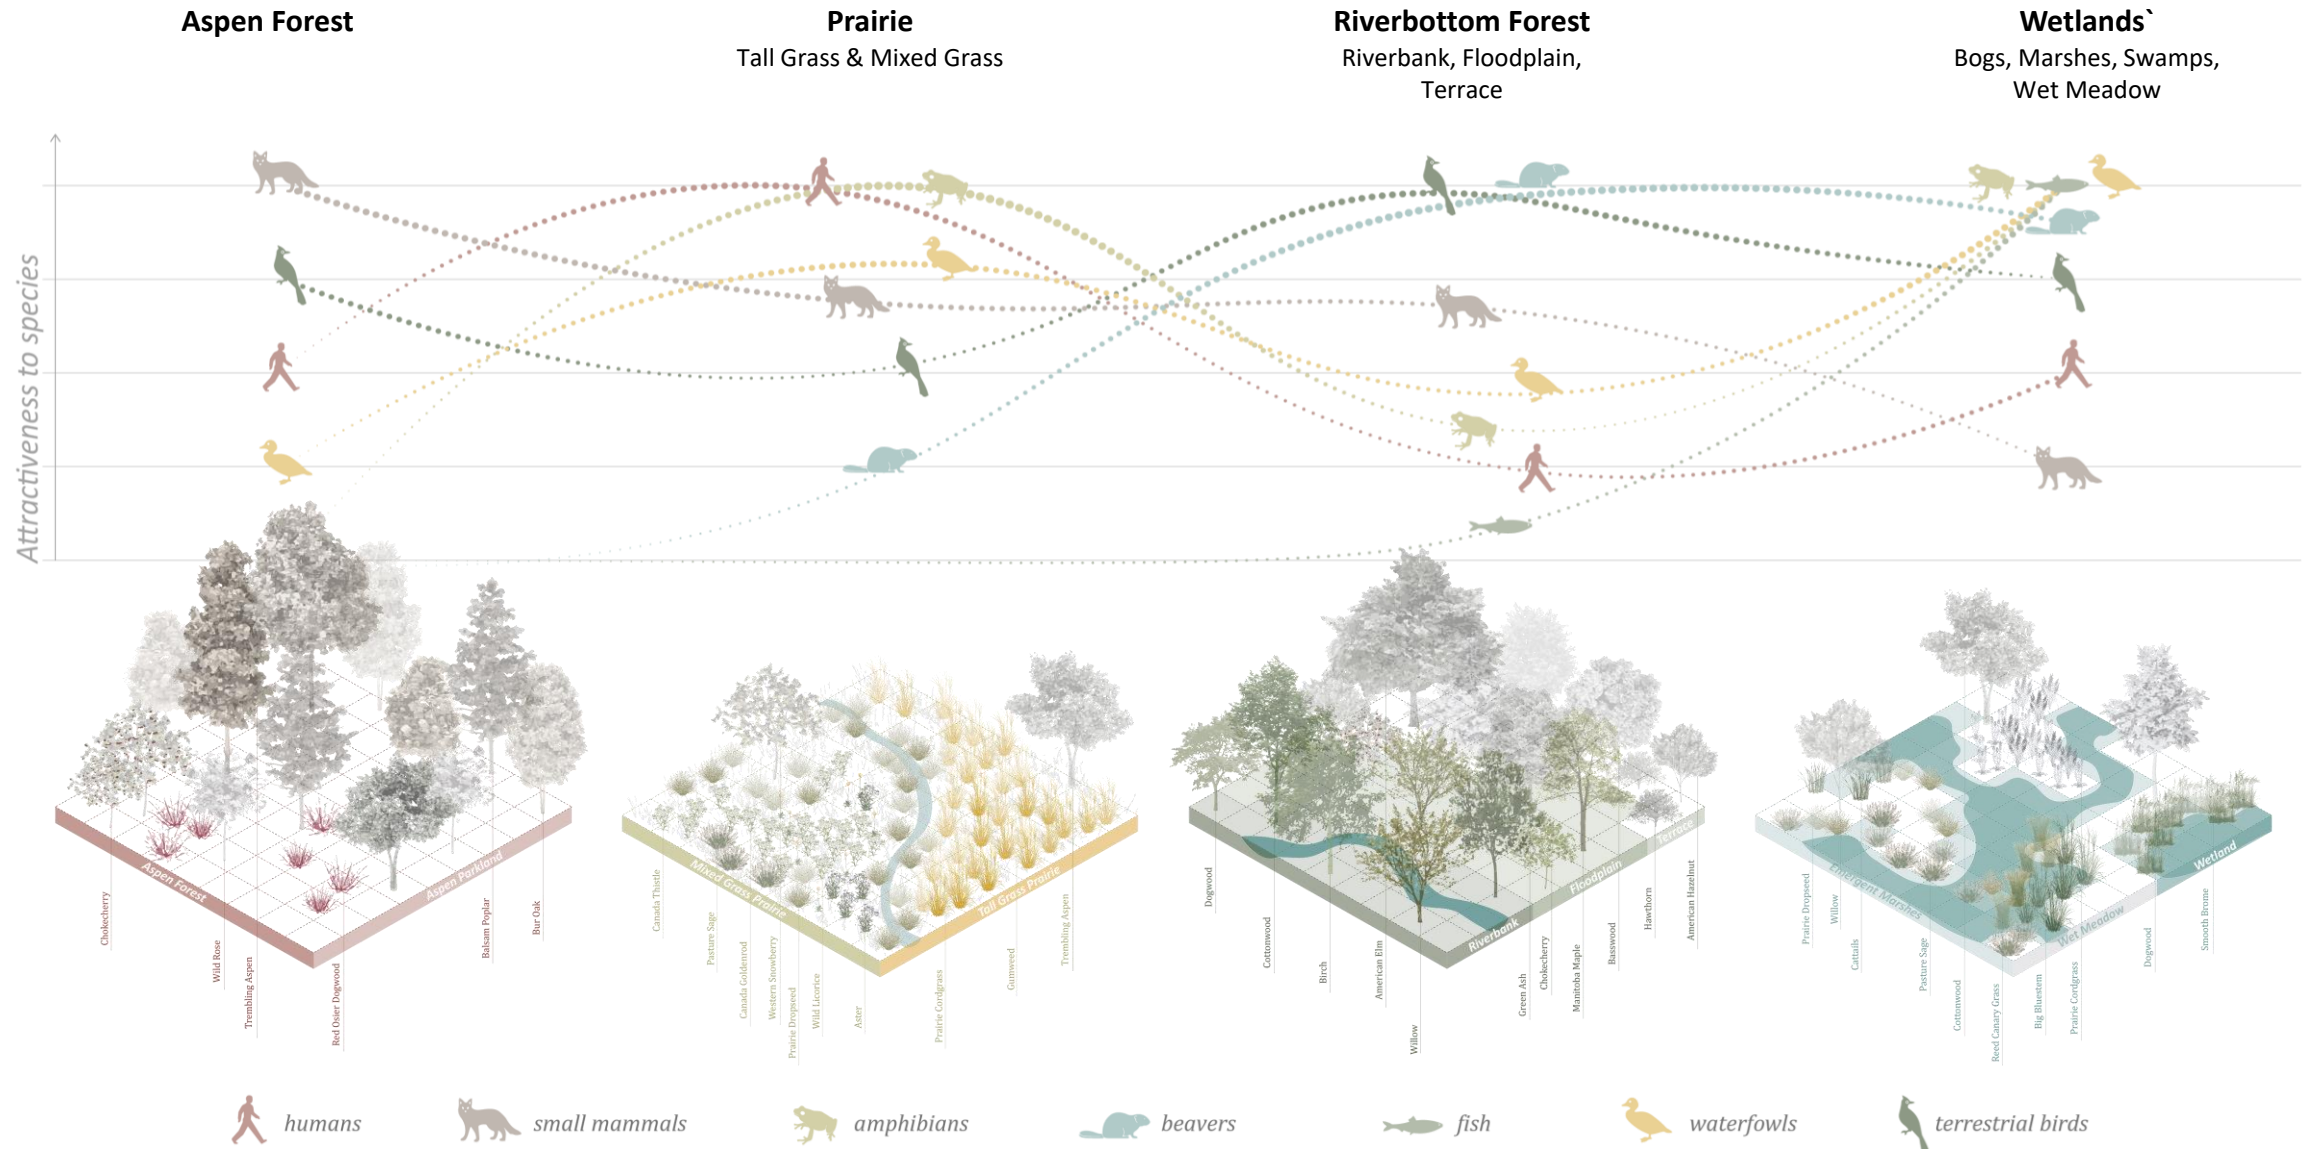 Aspen Forest
Prairie
Tall Grass & Mixed Grass
Riverbottom Forest
Riverbank, Floodplain,
Terrace
Wetlands`
Bogs, Marshes, Swamps,
Wet Meadow
Attractiveness to species
Aspen Forest
Aspen Parkland
Chokocherry
Wild Rose
Trembling Aspen
Red Osier Dogwood
Balsam Poplar
Bur Oak
Mixed Grass Prairie
Tall Grass Prairie
Canada Thistle
Pasture Sage
Canada Goldenrod
Western Snowberry
Prairie Dropseed
Wild Licorice
Aster
Prairie Cordgrass
Gumweed
Trembling Aspen
Riverbank
Floodplain
Terrace
Dogwood
Cottonwood
Birch
American Elm
Willow
Green Ash
Chokecherry
Manitoba Maple
Basswood
Hawthorn
American Hazelnut
Emergent Marshes
Wet Meadow
Wetland
Prairie Dropseed
Willow
Cattails
Pasture Sage
Cottonwood
Reed Canary Grass
Big Bluestem
Prairie Cordgrass
Dogwood
Smooth Brome
humans
small mammals
amphibians
beavers
fish
waterfowls
terrestrial birds